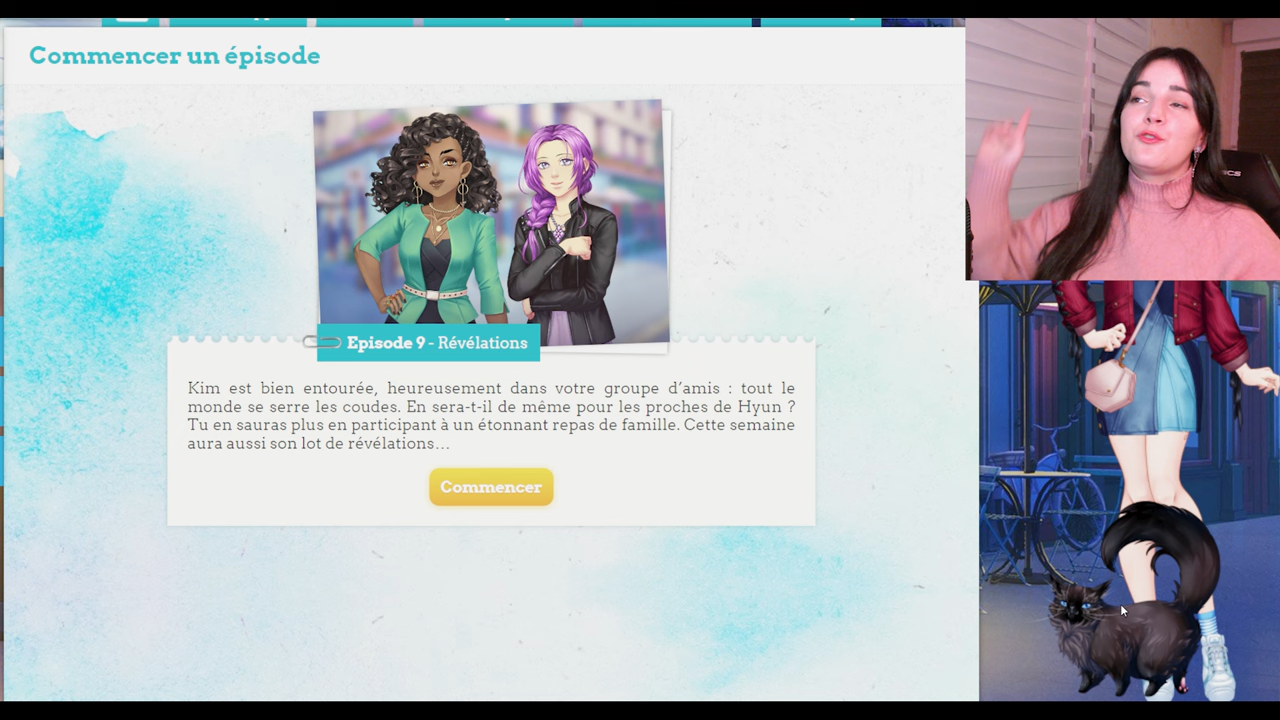 Commencer un épisode
Episode 9 - Révélations
Kim est bien entourée, heureusement dans votre groupe d’amis : tout le
monde se serre les coudes. En sera-t-il de même pour les proches de Hyun ?
Tu en sauras plus en participant à un étonnant repas de famille. Cette semaine
aura aussi son lot de révélations…
Commencer